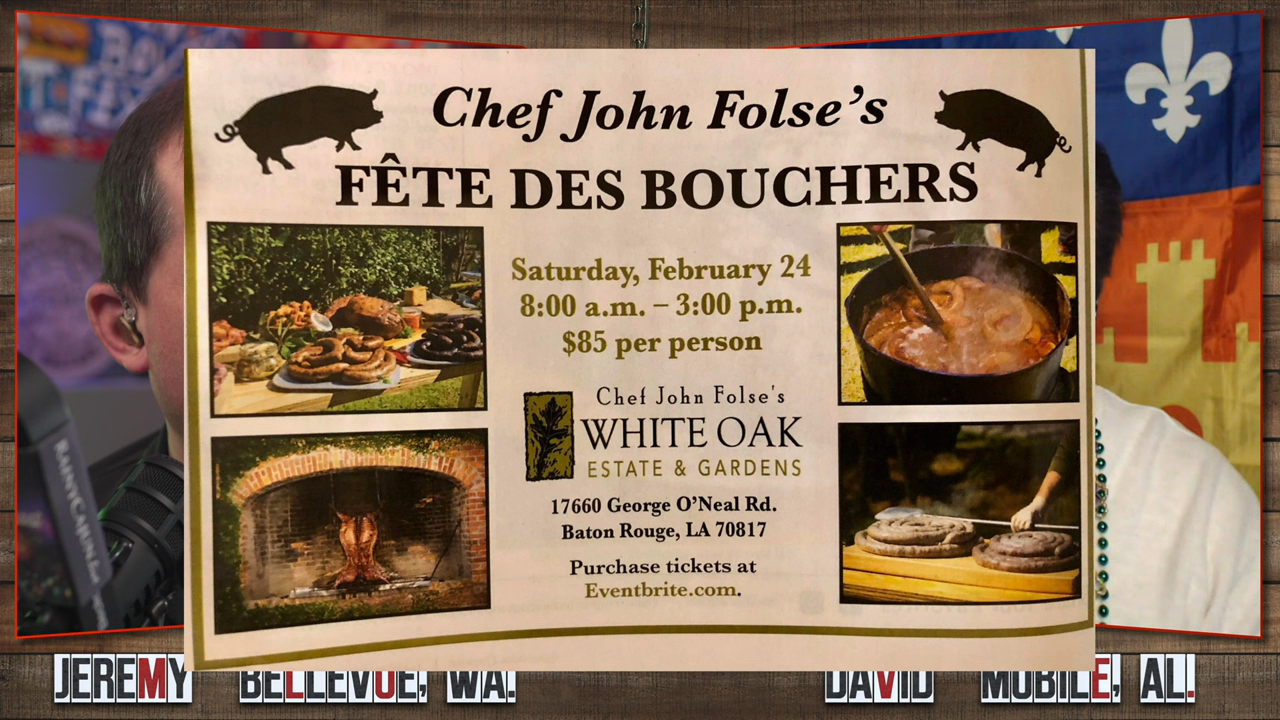 Chef John Folse's
FÊTE DES BOUCHERS
Saturday, February 24
8:00 a.m. – 3:00 p.m.
$85 per person
Chef John Folse's
WHITE OAK
ESTATE & GARDENS
17660 George O'Neal Rd.
Baton Rouge, LA 70817
Purchase tickets at
Eventbrite.com.
JEREMY BELLEVUE, WA.
DAVID MOBILE, AL.